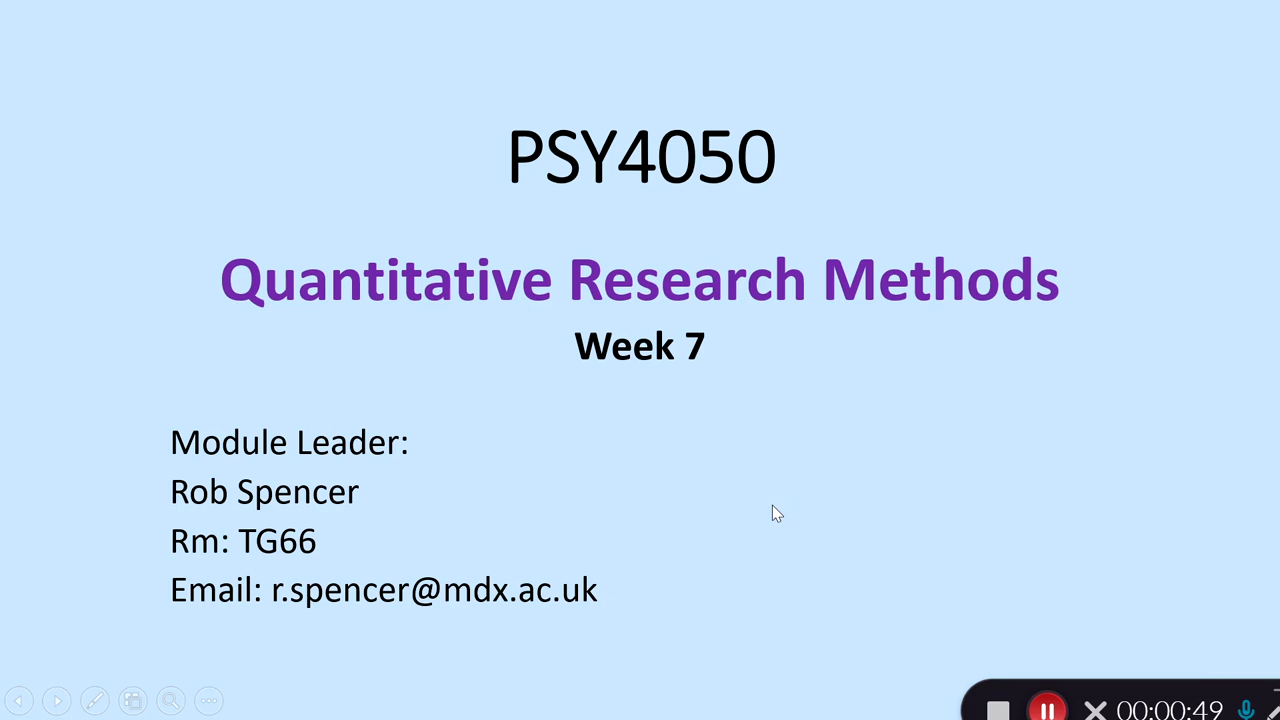 PSY4050
Quantitative Research Methods
Week 7
Module Leader:
Rob Spencer
Rm: TG66
Email: r.spencer@mdx.ac.uk
00:00:49